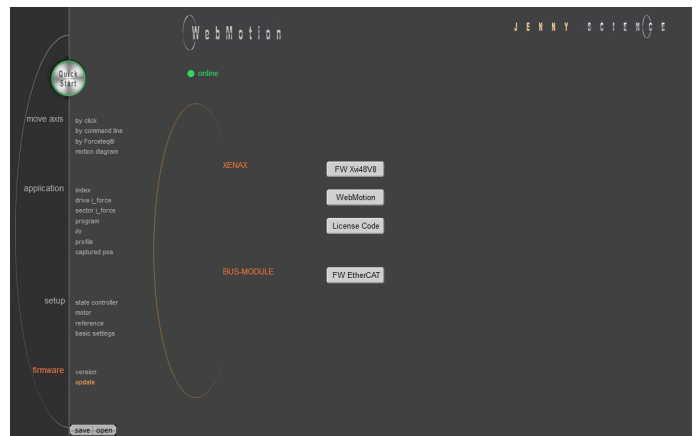 WebMotion
JENNY SCIENCE
online
Quick
Start
move axis
by click
by command line
by Forceteq®
motion diagram
XENAX
FW Xvi48V8
WebMotion
License Code
application
index
drive i_force
sector i_force
program
i/o
profile
captured pos
BUS-MODULE
FW EtherCAT
setup
state controller
motor
reference
basic settings
firmware
version
update
save open